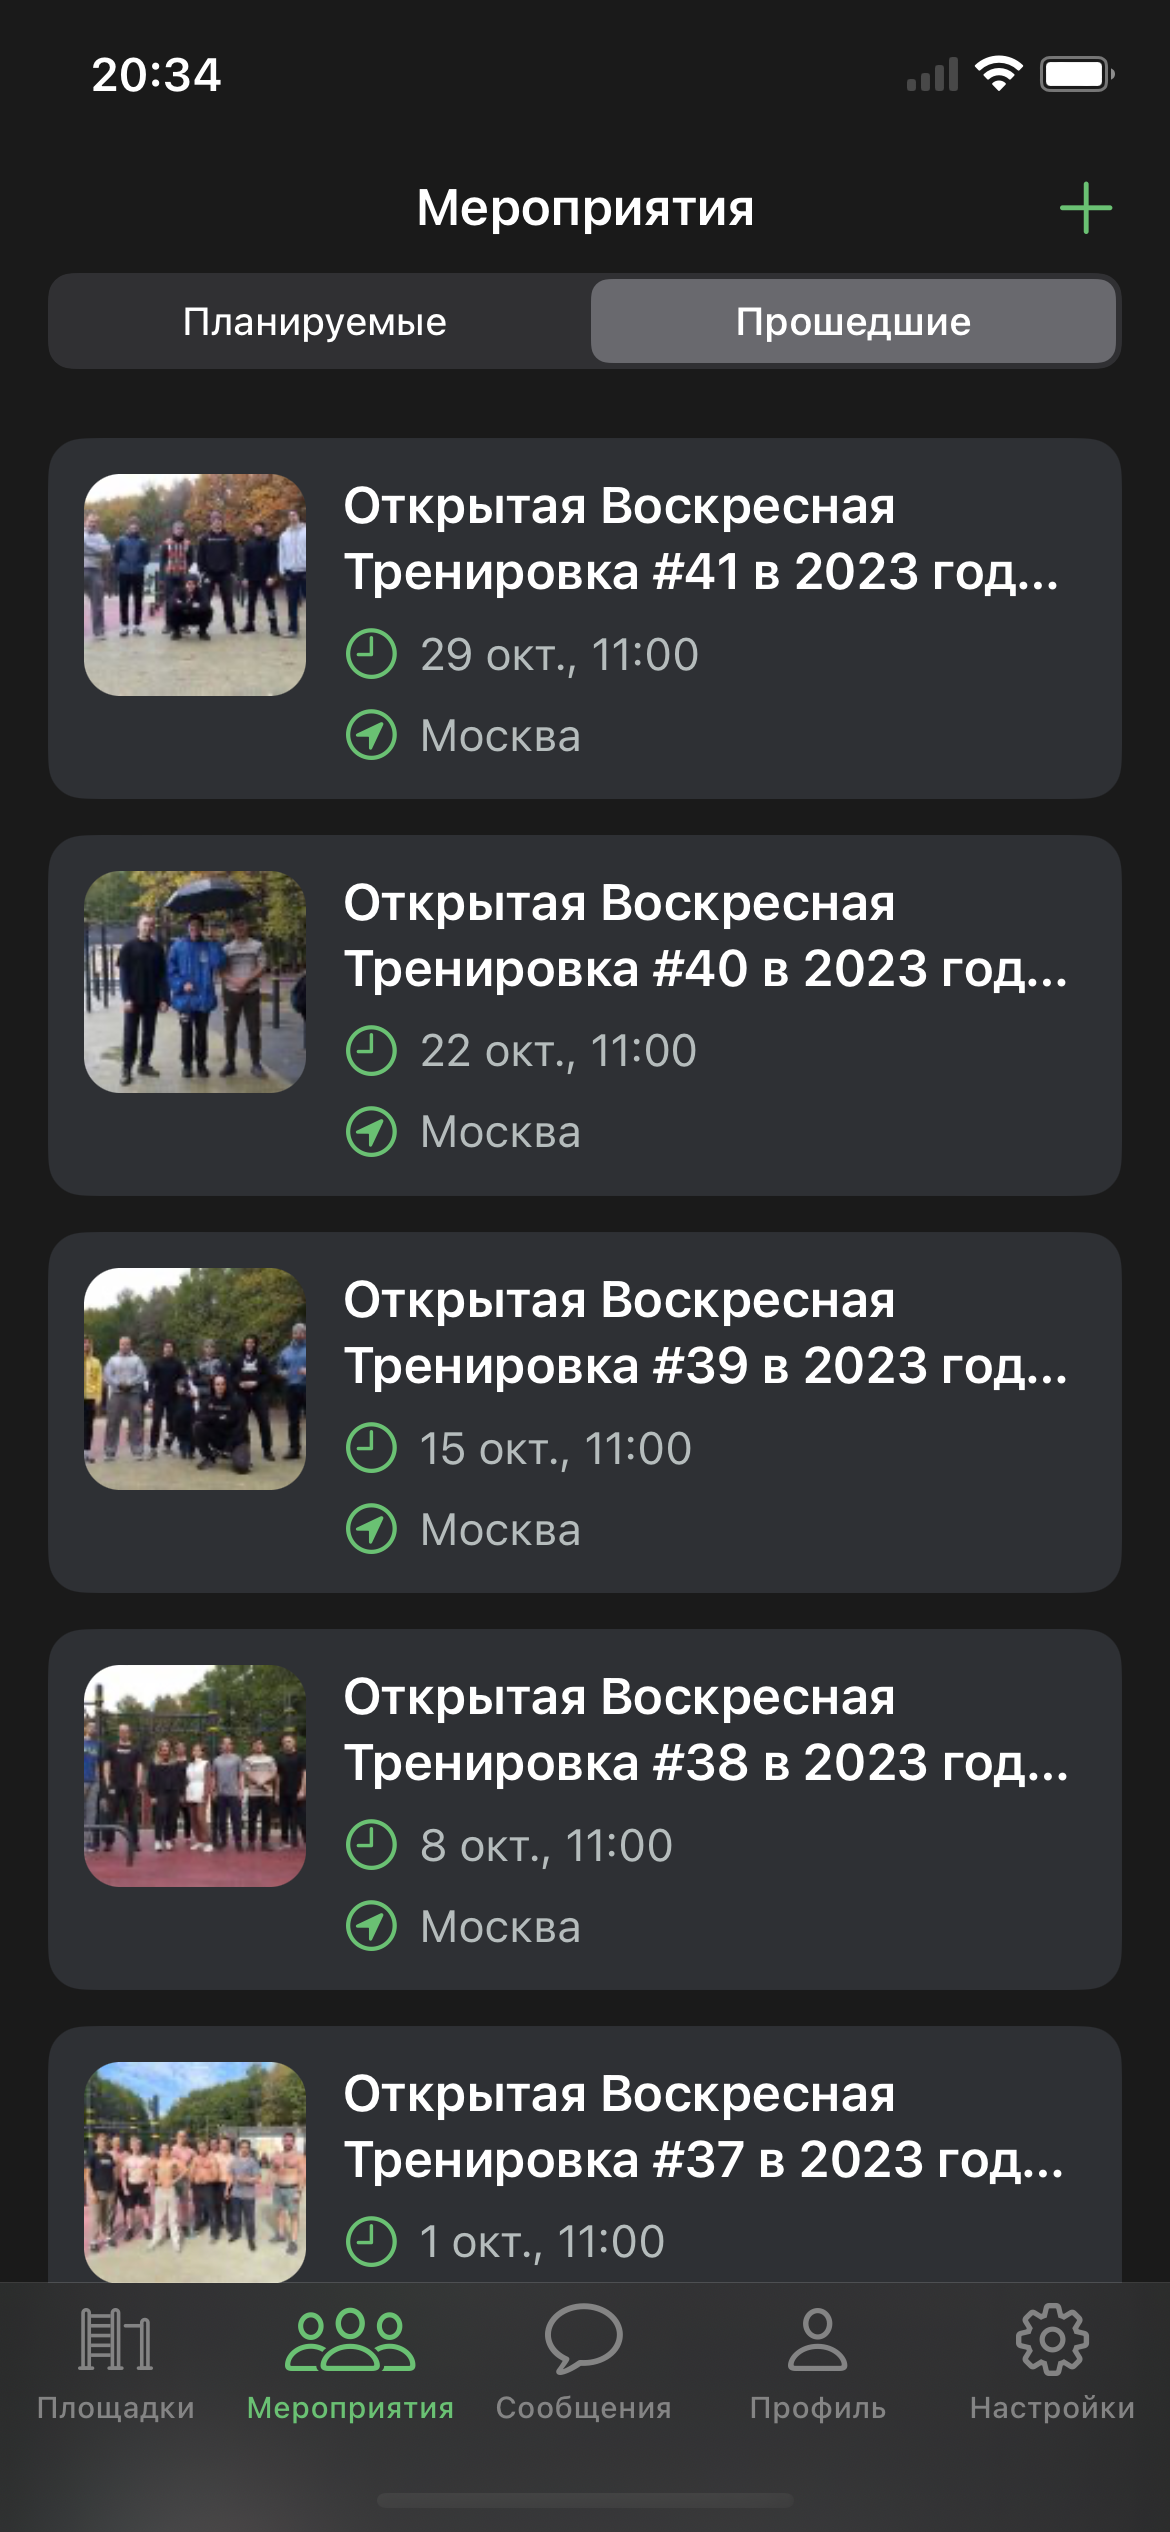 20:34
Мероприятия
Планируемые
Прошедшие
Открытая Воскресная
Тренировка #41 в 2023 год...
29 окт., 11:00
Москва
Открытая Воскресная
Тренировка #40 в 2023 год...
22 окт., 11:00
Москва
Открытая Воскресная
Тренировка #39 в 2023 год...
15 окт., 11:00
Москва
Открытая Воскресная
Тренировка #38 в 2023 год...
8 окт., 11:00
Москва
Открытая Воскресная
Тренировка #37 в 2023 год...
1 окт., 11:00
Площадки
Мероприятия
Сообщения
Профиль
Настройки